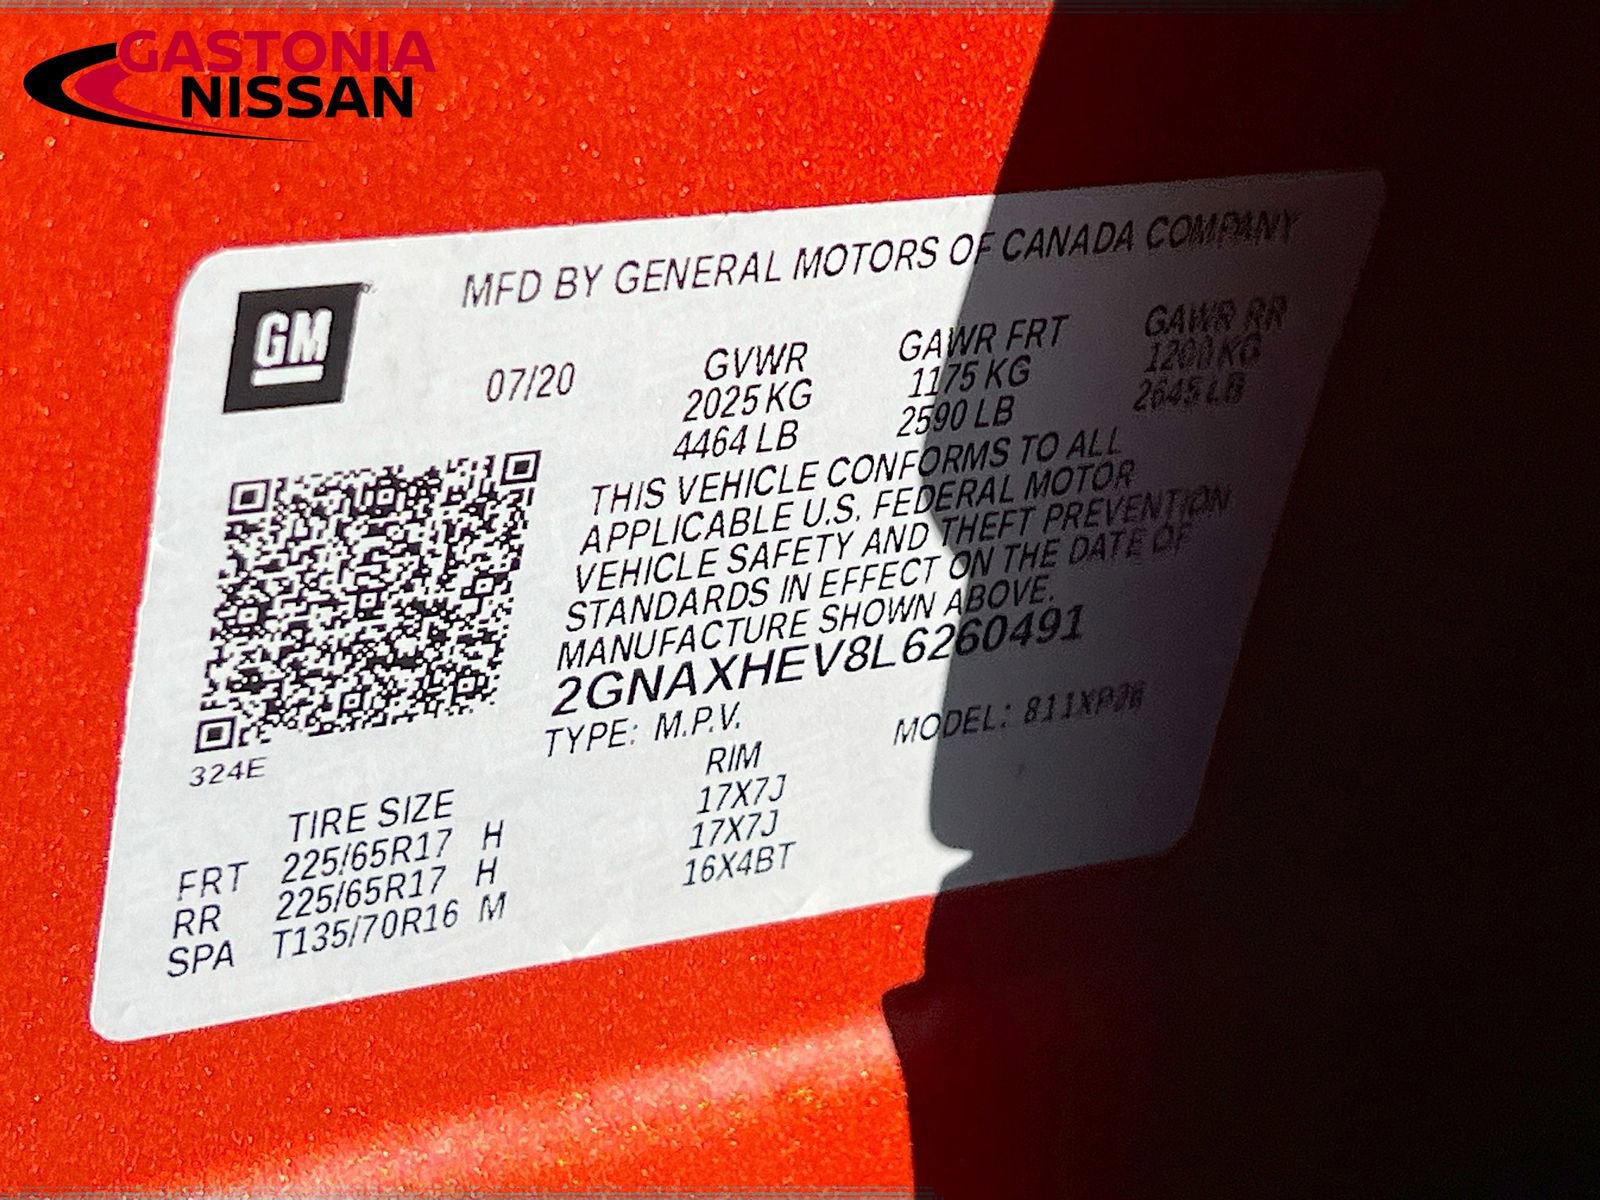 GASTONIA
NISSAN
MFD BY GENERAL MOTORS OF CANADA COMPANY
GM
07/20
GVWR GAWR FRT GAWR RR
2025 KG 1175 KG 1200 KG
4464 LB 2590 LB 2645 LB
THIS VEHICLE CONFORMS TO ALL
APPLICABLE U.S. FEDERAL MOTOR
VEHICLE SAFETY AND THEFT PREVENTION
STANDARDS IN EFFECT ON THE DATE OF
MANUFACTURE SHOWN ABOVE.
2GNAXHEV8L6260491
TYPE: M.P.V. MODEL:
324E
TIRE SIZE RIM
FRT 225/65R17 H 17X7J
RR 225/65R17 H 17X7J
SPA T135/70R16 M 16X4BT